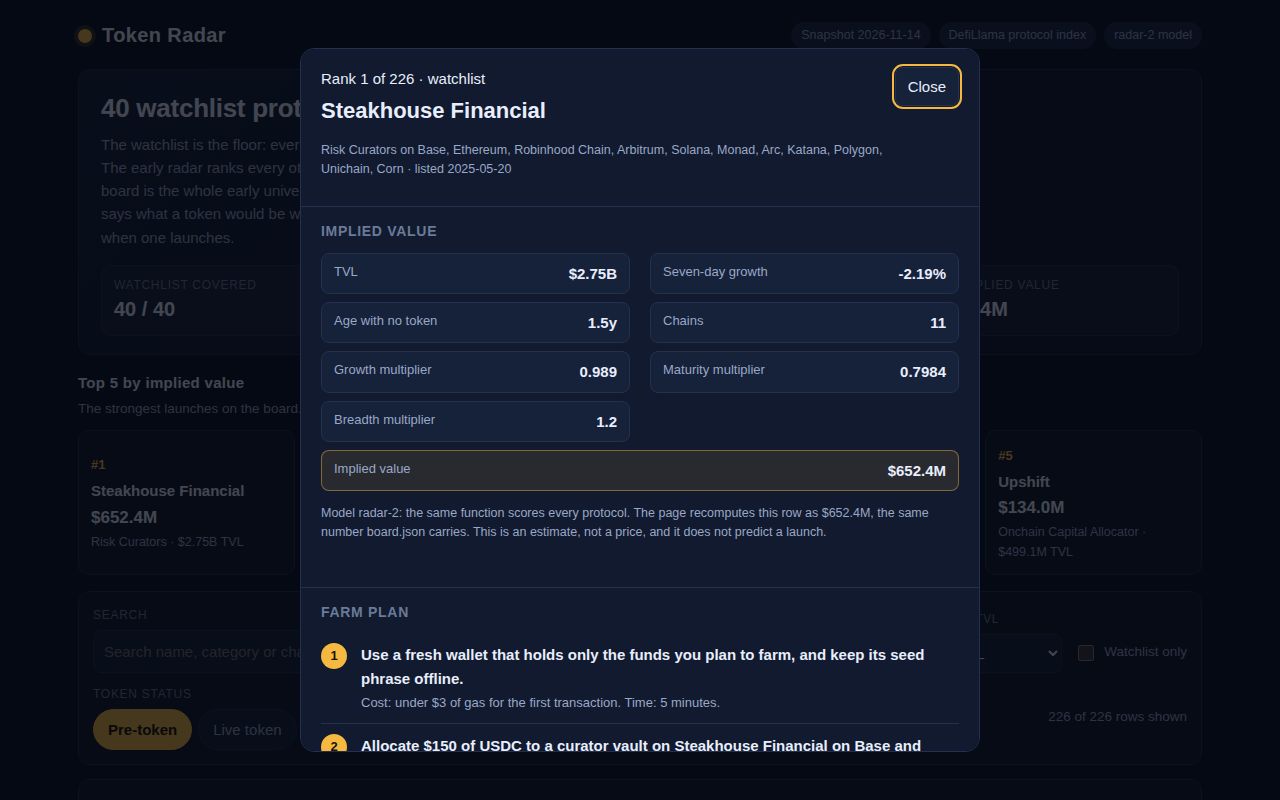 Token Radar
Snapshot 2026-11-14
DefiLlama protocol index
radar-2 model
40 watchlist prot
The watchlist is the floor: ever
The early radar ranks every ot
board is the whole early unive
says what a token would be w
when one launches.
WATCHLIST COVERED
40 / 40
PLIED VALUE
4M
Top 5 by implied value
The strongest launches on the board.
#1
Steakhouse Financial
$652.4M
Risk Curators · $2.75B TVL
#5
Upshift
$134.0M
Onchain Capital Allocator ·
$499.1M TVL
SEARCH
Search name, category or cha
TVL
Watchlist only
TOKEN STATUS
Pre-token
Live token
226 of 226 rows shown
Rank 1 of 226 · watchlist
Close
Steakhouse Financial
Risk Curators on Base, Ethereum, Robinhood Chain, Arbitrum, Solana, Monad, Arc, Katana, Polygon,
Unichain, Corn · listed 2025-05-20
IMPLIED VALUE
TVL $2.75B
Seven-day growth -2.19%
Age with no token 1.5y
Chains 11
Growth multiplier 0.989
Maturity multiplier 0.7984
Breadth multiplier 1.2
Implied value $652.4M
Model radar-2: the same function scores every protocol. The page recomputes this row as $652.4M, the same
number board.json carries. This is an estimate, not a price, and it does not predict a launch.
FARM PLAN
1 Use a fresh wallet that holds only the funds you plan to farm, and keep its seed
phrase offline.
Cost: under $3 of gas for the first transaction. Time: 5 minutes.
2 Allocate $150 of USDC to a curator vault on Steakhouse Financial on Base and